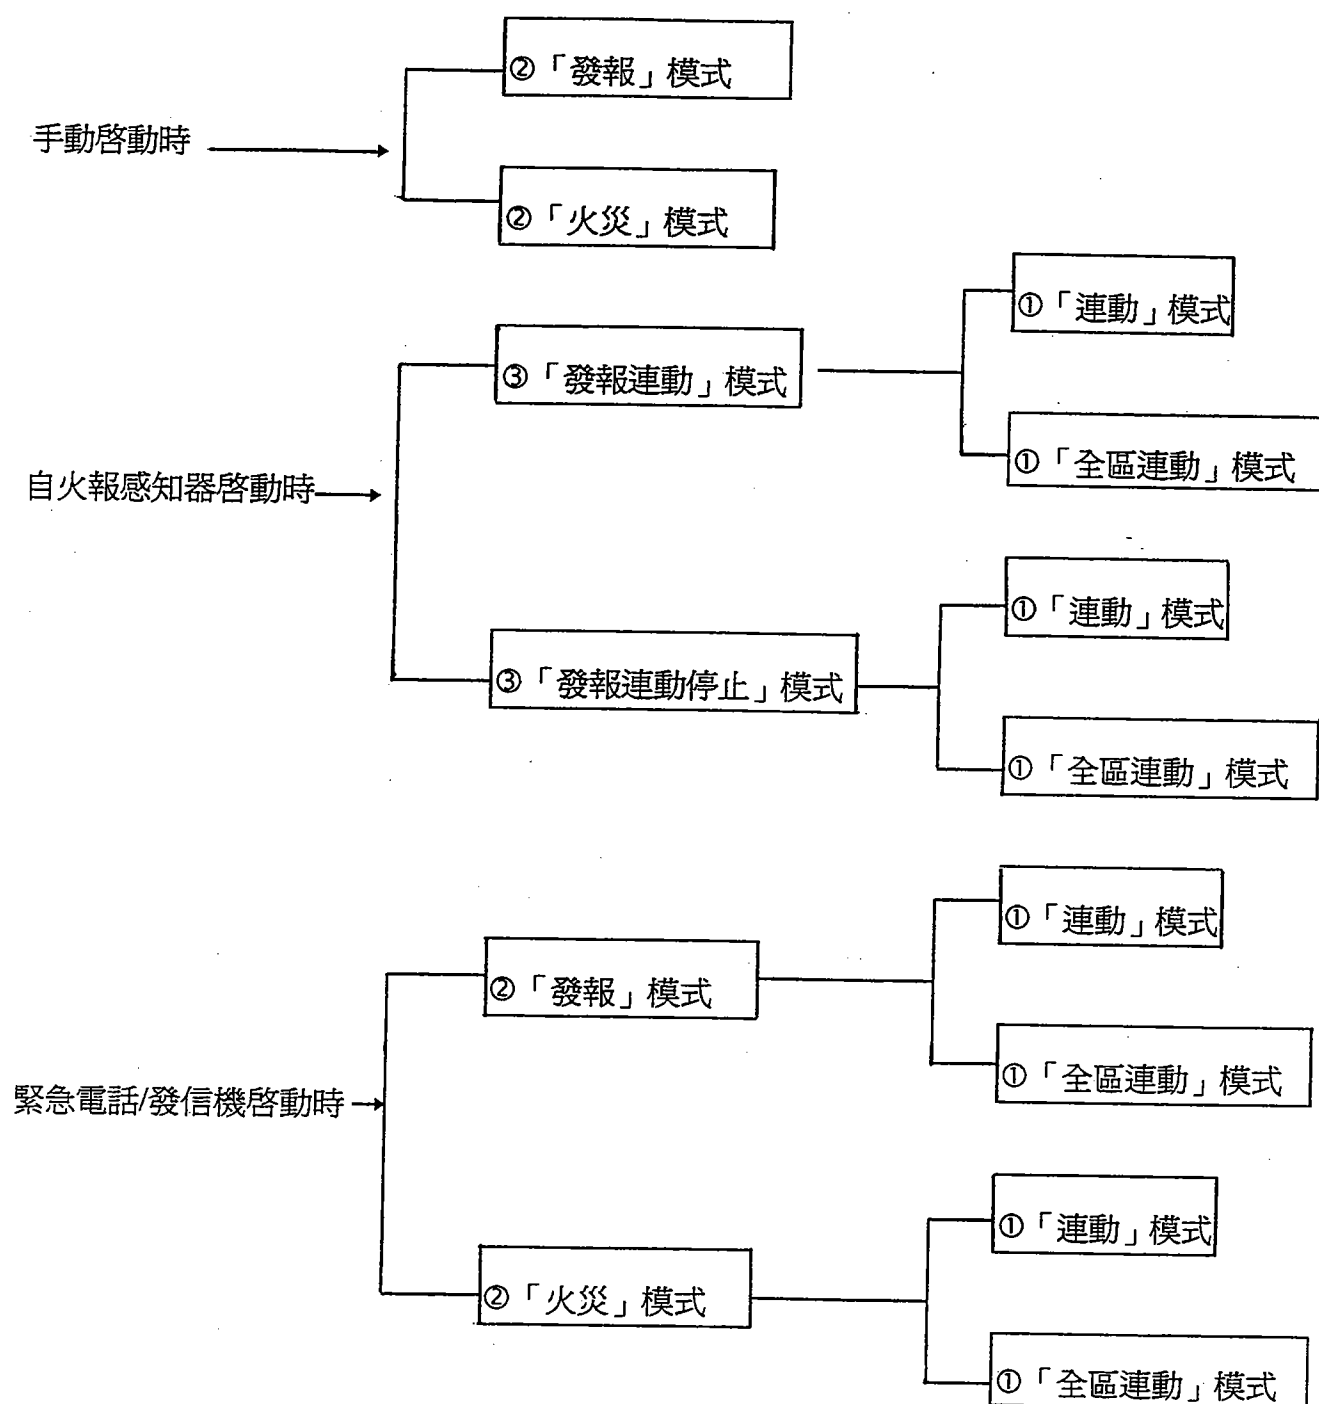 ②「發報」模式
手動啓動時
②「火災」模式
①「連動」模式
③「發報連動」模式
①「全區連動」模式
自火報感知器啓動時
①「連動」模式
③「發報連動停止」模式
①「全區連動」模式
①「連動」模式
②「發報」模式
①「全區連動」模式
緊急電話/發信機啓動時
①「連動」模式
②「火災」模式
①「全區連動」模式